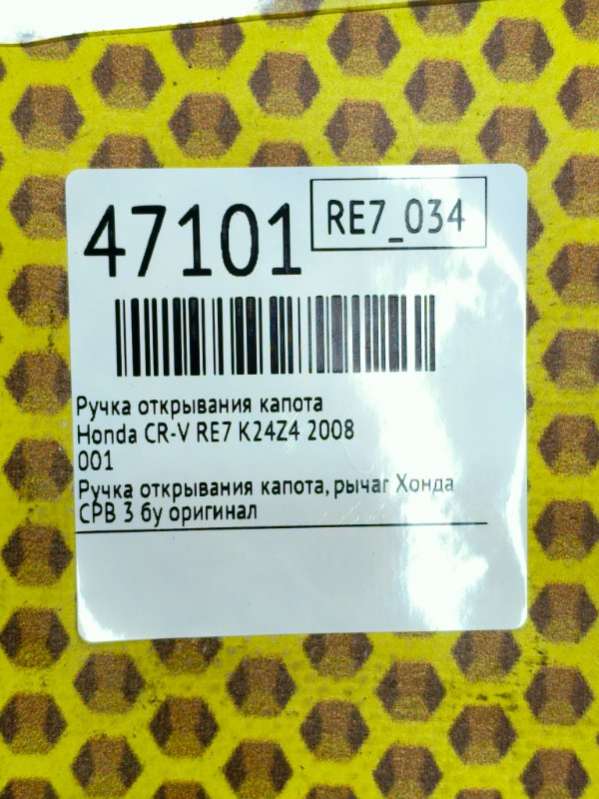 47101
RE7_034
Ручка открывания капота
Honda CR-V RE7 K24Z4 2008
001
Ручка открывания капота, рычаг Хонда
СРВ 3 бу оригинал